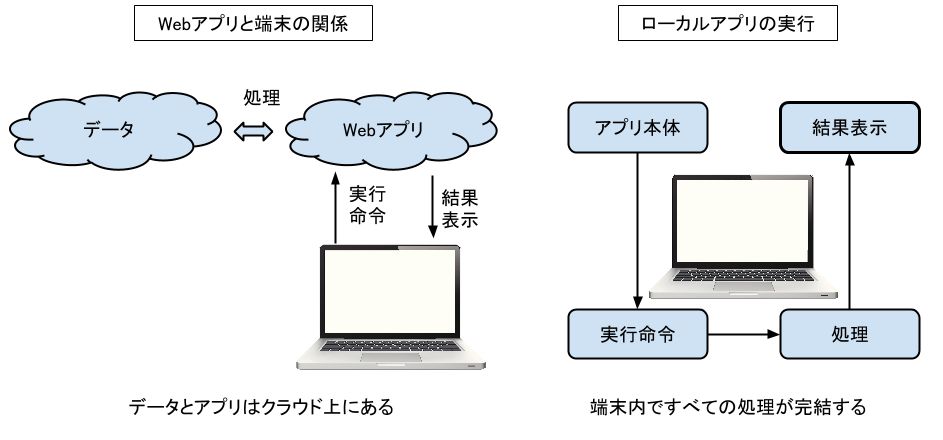 Webアプリと端末の関係
処理
データ
Webアプリ
実行
命令
結果
表示
データとアプリはクラウド上にある
ローカルアプリの実行
アプリ本体
結果表示
実行命令
処理
端末内ですべての処理が完結する